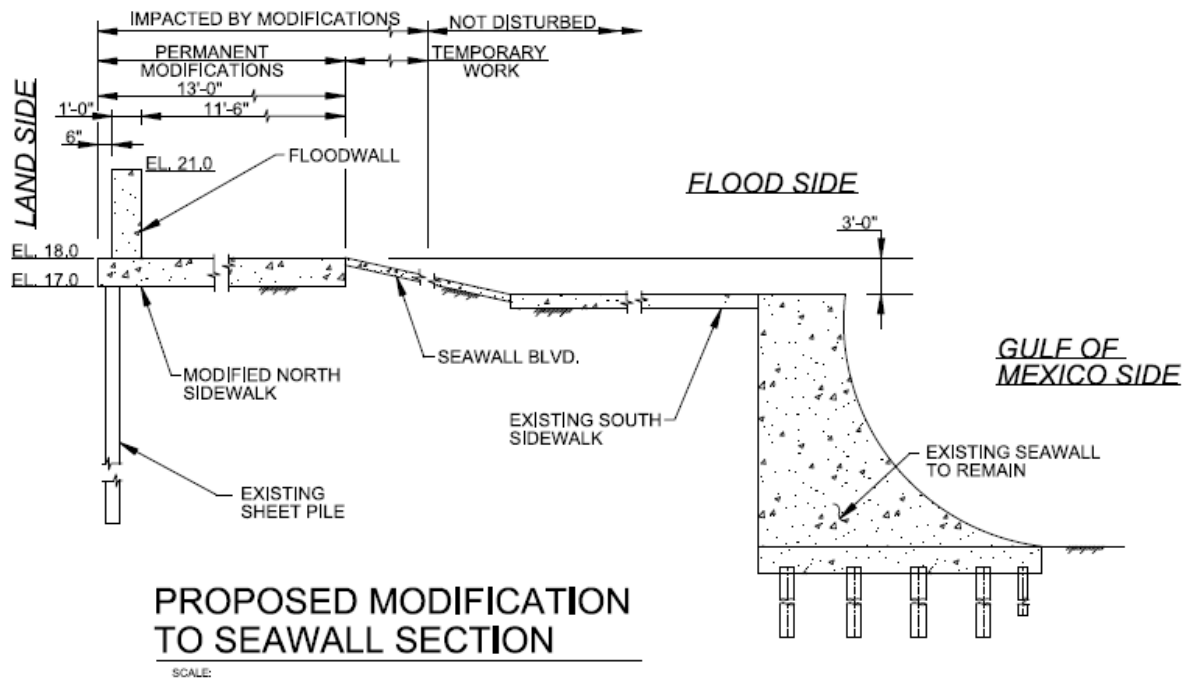 IMPACTED BY MODIFICATIONS
NOT DISTURBED
PERMANENT
MODIFICATIONS
TEMPORARY
WORK
13'-0"
1'-0"
11'-6"
6"
LAND SIDE
FLOODWALL
EL. 21.0
FLOOD SIDE
3'-0"
EL. 18.0
EL. 17.0
SEAWALL BLVD.
GULF OF
MEXICO SIDE
MODIFIED NORTH
SIDEWALK
EXISTING SOUTH
SIDEWALK
EXISTING SEAWALL
TO REMAIN
EXISTING
SHEET PILE
PROPOSED MODIFICATION
TO SEAWALL SECTION
SCALE: